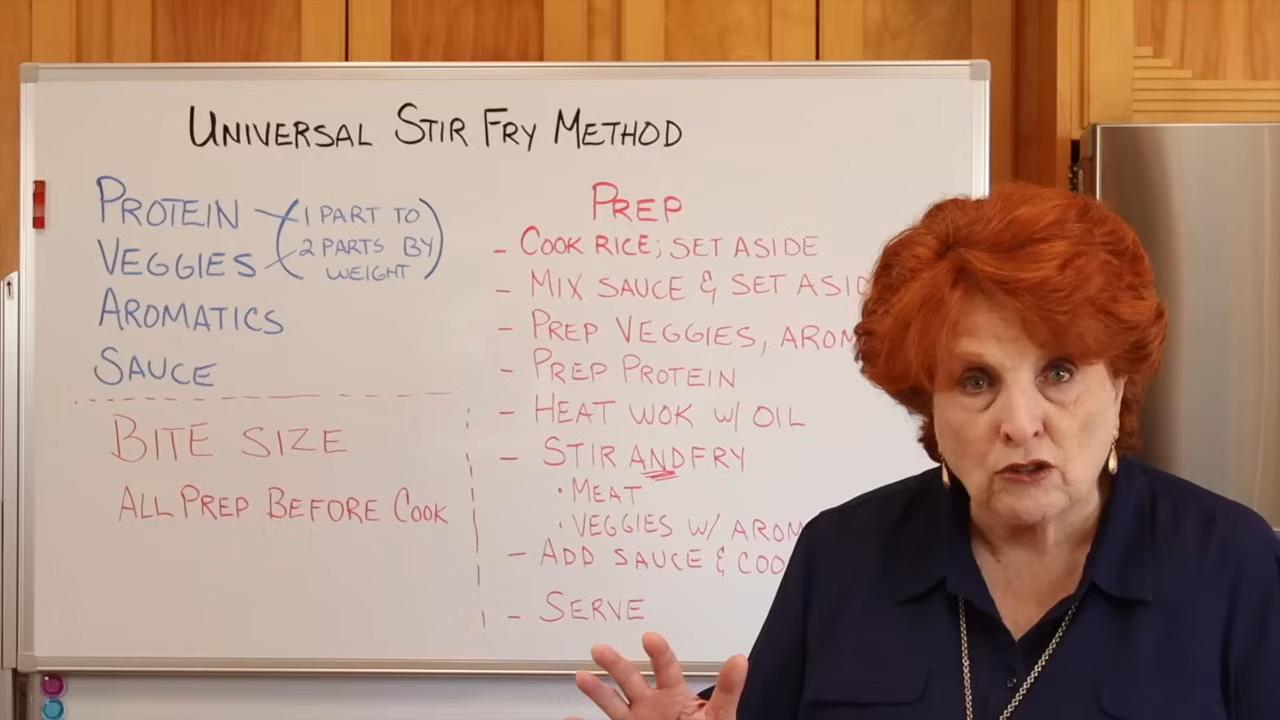 UNIVERSAL STIR FRY METHOD
PROTEIN
VEGGIES
(1 PART TO
2 PARTS BY
WEIGHT)
AROMATICS
SAUCE
BITE SIZE
ALL PREP BEFORE COOK
PREP
- COOK RICE; SET ASIDE
- MIX SAUCE & SET ASID
- PREP VEGGIES, AROM
- PREP PROTEIN
- HEAT WOK W/ OIL
- STIR AND FRY
• MEAT
• VEGGIES W/ AROM
- ADD SAUCE & COO
- SERVE